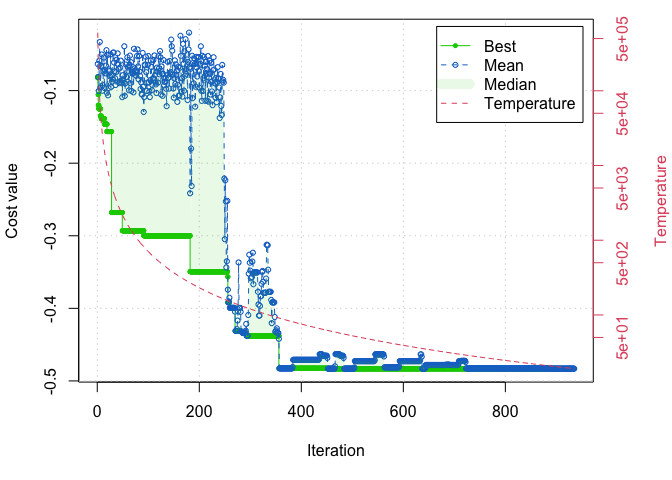 Best
Mean
Median
Temperature
Cost value
-0.1
-0.2
-0.3
-0.4
-0.5
5e+05
5e+04
5e+03
5e+02
5e+01
Temperature
0
200
400
600
800
Iteration